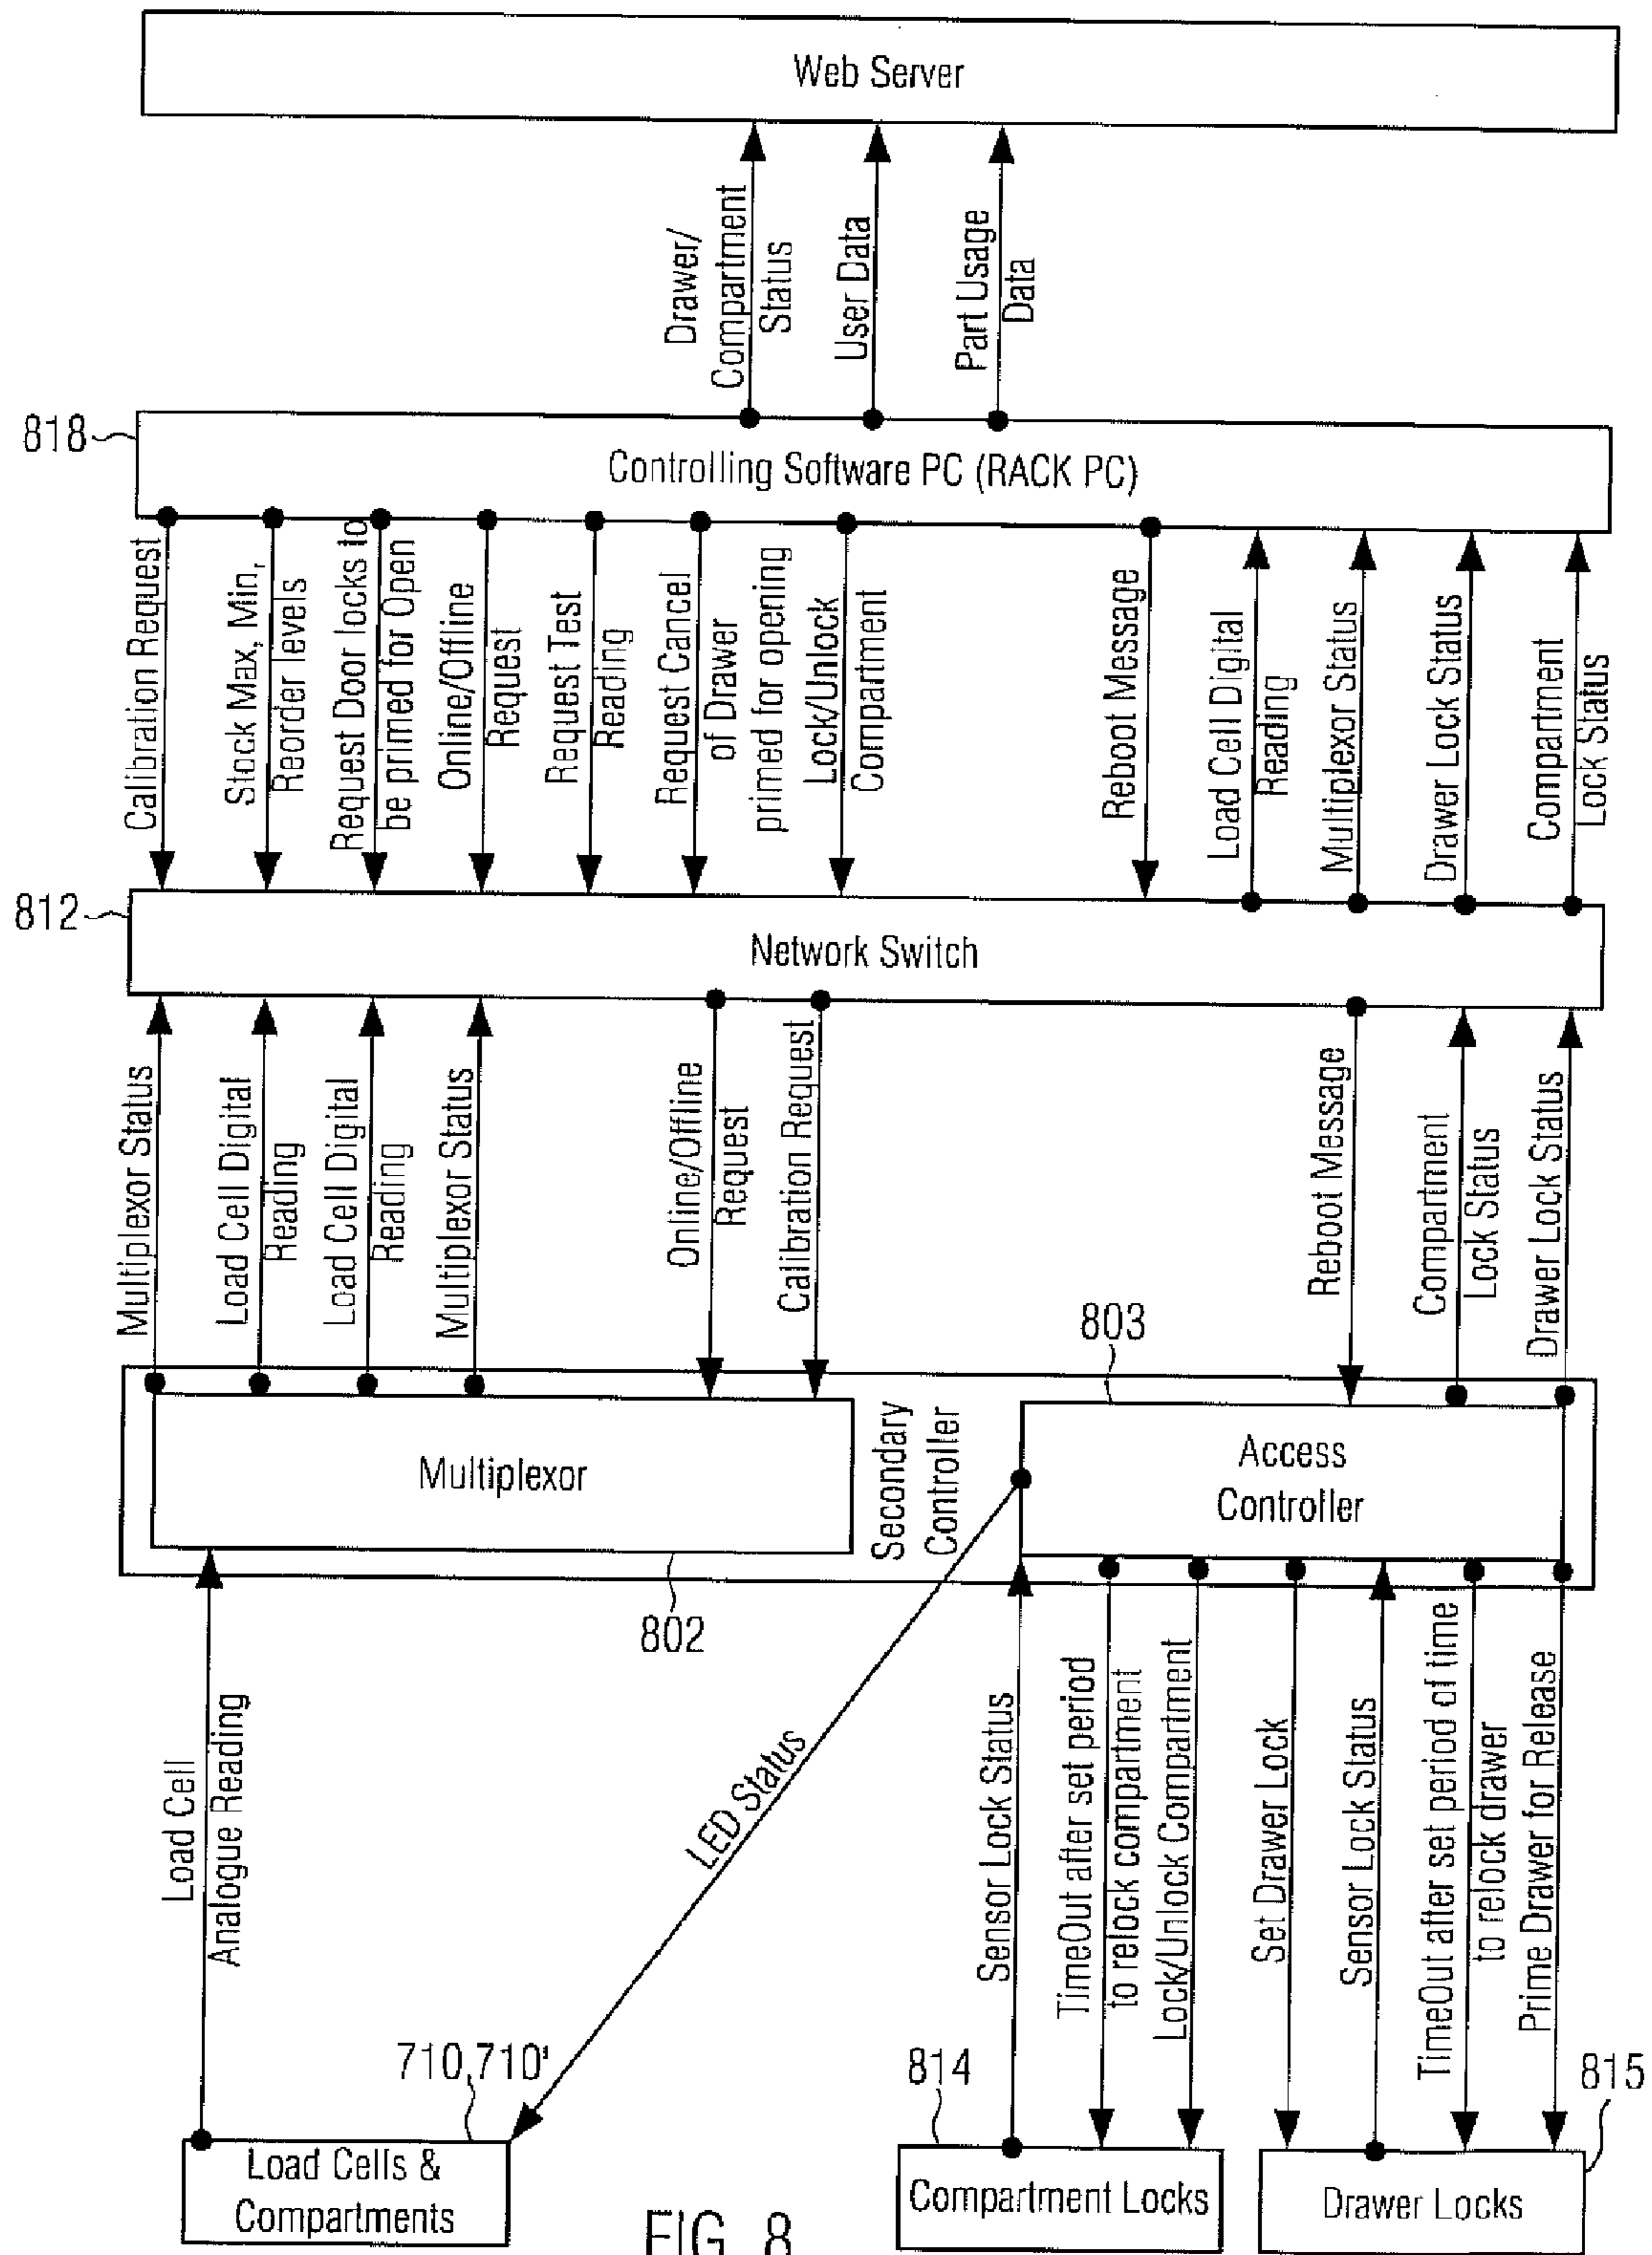 Web Server
Drawer/
Compartment
Status
User Data
Part Usage
Data
818
Controlling Software PC (RACK PC)
Calibration Request
Stock Max, Min,
Reorder levels
Request Door locks to
be primed for Open
Online/Offline
Request
Request Test
Reading
Request Cancel
of Drawer
primed for opening
Lock/Unlock
Compartment
Reboot Message
Load Cell Digital
Reading
Multiplexor Status
Drawer Lock Status
Compartment
Lock Status
812
Network Switch
Multiplexor Status
Load Cell Digital
Reading
Load Cell Digital
Reading
Multiplexor Status
Online/Offline
Request
Calibration Request
Reboot Message
Compartment
Lock Status
Drawer Lock Status
803
Multiplexor
Secondary
Controller
Access
Controller
802
Load Cell
Analogue Reading
LED Status
Sensor Lock Status
TimeOut after set period
to relock compartment
Lock/Unlock Compartment
Set Drawer Lock
Sensor Lock Status
TimeOut after set period of time
to relock drawer
Prime Drawer for Release
710,710'
814
815
Load Cells &
Compartments
Compartment Locks
Drawer Locks
FIG. 8